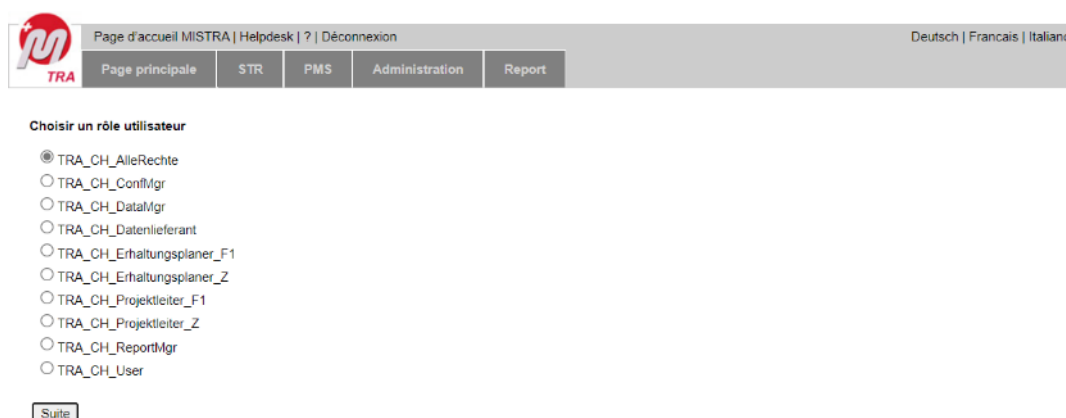 Page d'accueil MISTRA | Helpdesk | ? | Déconnexion
Deutsch | Francais | Italiano
TRA
Page principale STR PMS Administration Report
Choisir un rôle utilisateur
TRA_CH_AlleRechte
TRA_CH_ConfMgr
TRA_CH_DataMgr
TRA_CH_Datenlieferant
TRA_CH_Erhaltungsplaner_F1
TRA_CH_Erhaltungsplaner_Z
TRA_CH_Projektleiter_F1
TRA_CH_Projektleiter_Z
TRA_CH_ReportMgr
TRA_CH_User
Suite